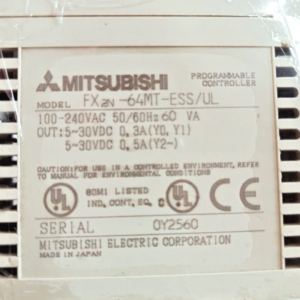 MITSUBISHI
PROGRAMMABLE
CONTROLLER
MODEL FX2N-64MT-ESS/UL
100-240VAC 50/60Hz 60 VA
OUT:5-30VDC 0,3A(Y0,Y1)
5-30VDC 0,5A(Y2~)
CAUTION:FOR USE IN A CONTROLLED ENVIRONMENT. REFER TO
MANUAL FOR ENVIRONMENTAL CONDITIONS
80M1 LISTED
IND. CONT. EQ.
SERIAL 0Y2560
MITSUBISHI ELECTRIC CORPORATION
MADE IN JAPAN